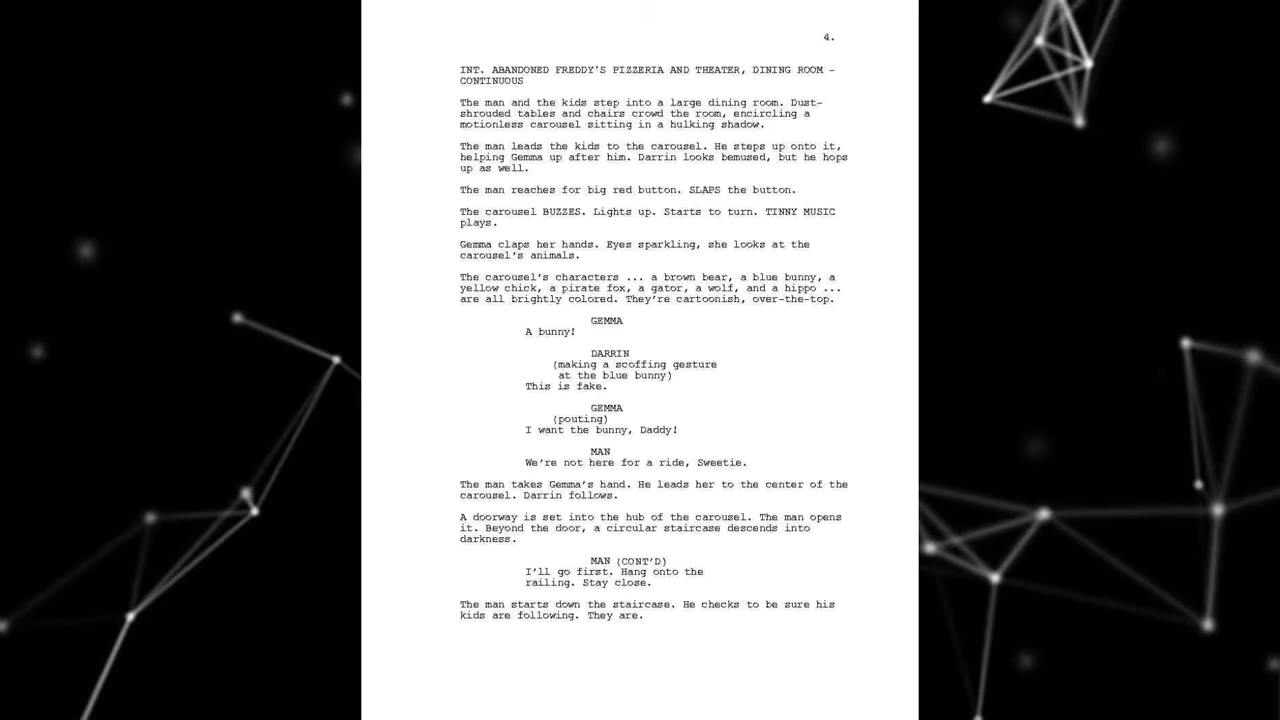 4.
INT. ABANDONED FREDDY'S PIZZERIA AND THEATER, DINING ROOM -
CONTINUOUS
The man and the kids step into a large dining room. Dust-
shrouded tables and chairs crowd the room, encircling a
motionless carousel sitting in a hulking shadow.
The man leads the kids to the carousel. He steps up onto it,
helping Gemma up after him. Darrin looks bemused, but he hops
up as well.
The man reaches for big red button. SLAPS the button.
The carousel BUZZES. Lights up. Starts to turn. TINNY MUSIC
plays.
Gemma claps her hands. Eyes sparkling, she looks at the
carousel's animals.
The carousel's characters ... a brown bear, a blue bunny, a
yellow chick, a pirate fox, a gator, a wolf, and a hippo ...
are all brightly colored. They're cartoonish, over-the-top.
GEMMA
A bunny!
DARRIN
(making a scoffing gesture
at the blue bunny)
This is fake.
GEMMA
(pouting)
I want the bunny, Daddy!
MAN
We're not here for a ride, Sweetie.
The man takes Gemma's hand. He leads her to the center of the
carousel. Darrin follows.
A doorway is set into the hub of the carousel. The man opens
it. Beyond the door, a circular staircase descends into
darkness.
MAN (CONT'D)
I'll go first. Hang onto the
railing. Stay close.
The man starts down the staircase. He checks to be sure his
kids are following. They are.